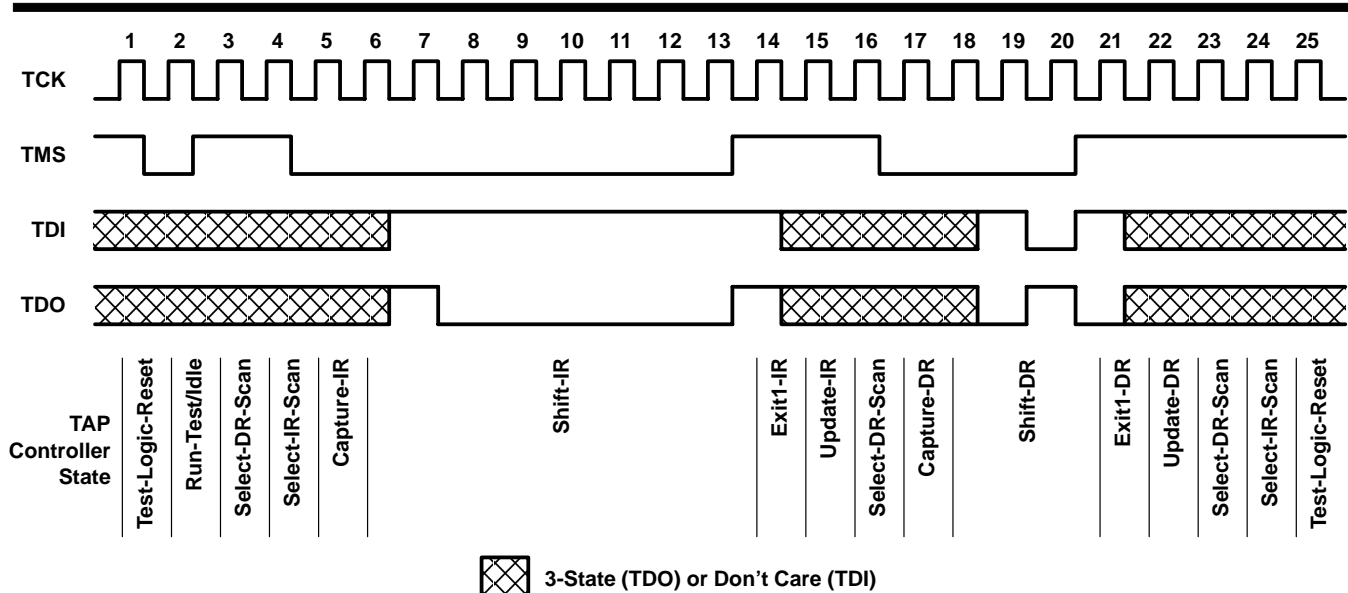 1 2 3 4 5 6 7 8 9 10 11 12 13 14 15 16 17 18 19 20 21 22 23 24 25
TCK
TMS
TDI
TDO
TAP
Controller
State
Test-Logic-Reset
Run-Test/Idle
Select-DR-Scan
Select-IR-Scan
Capture-IR
Shift-IR
Exit1-IR
Update-IR
Select-DR-Scan
Capture-DR
Shift-DR
Exit1-DR
Update-DR
Select-DR-Scan
Select-IR-Scan
Test-Logic-Reset
3-State (TDO) or Don’t Care (TDI)